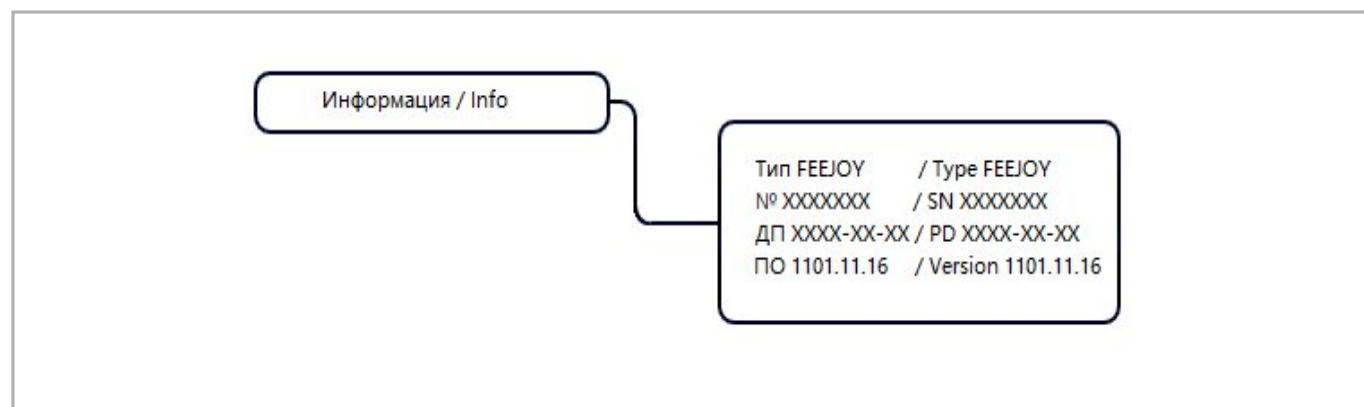 Информация / Info
Тип FEEJOY / Type FEEJOY
№ XXXXXXX / SN XXXXXXX
ДП XXXX-XX-XX / PD XXXX-XX-XX
ПО 1101.11.16 / Version 1101.11.16